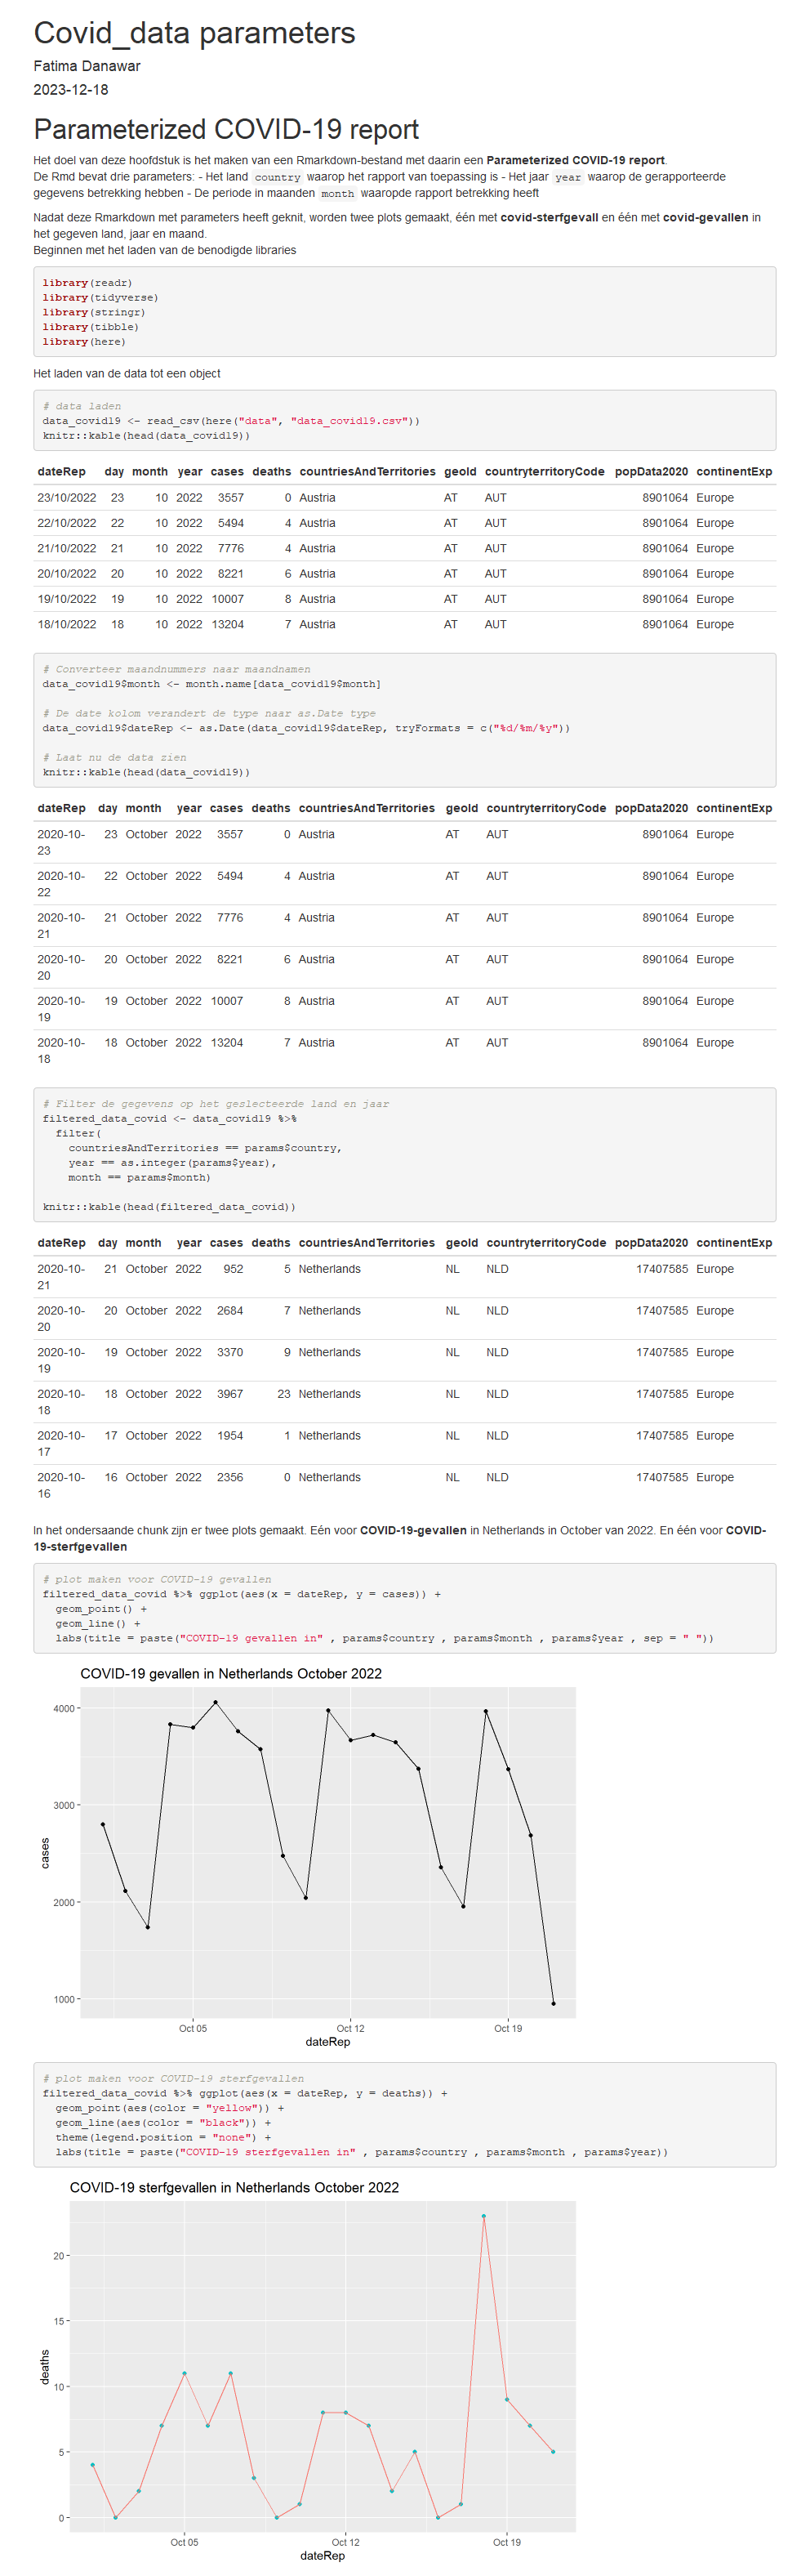 Covid_data parameters
Fatima Danawar
2023-12-18
Parameterized COVID-19 report
Het doel van deze hoofdstuk is het maken van een Rmarkdown-bestand met daarin een Parameterized COVID-19 report.
De Rmd bevat drie parameters: - Het land country waarop het rapport van toepassing is - Het jaar year waarop de gerapporteerde
gegevens betrekking hebben - De periode in maanden month waaropde rapport betrekking heeft
Nadat deze Rmarkdown met parameters heeft geknit, worden twee plots gemaakt, één met covid-sterfgevall en één met covid-gevallen in
het gegeven land, jaar en maand.
Beginnen met het laden van de benodigde libraries
library(readr)
library(tidyverse)
library(stringr)
library(tibble)
library(here)
Het laden van de data tot een object
# data laden
data_covid19 <- read_csv(here("data", "data_covid19.csv"))
knitr::kable(head(data_covid19))
dateRep day month year cases deaths countriesAndTerritories geoId countryterritoryCode popData2020 continentExp
23/10/2022 23 10 2022 3557 0 Austria AT AUT 8901064 Europe
22/10/2022 22 10 2022 5494 4 Austria AT AUT 8901064 Europe
21/10/2022 21 10 2022 7776 4 Austria AT AUT 8901064 Europe
20/10/2022 20 10 2022 8221 6 Austria AT AUT 8901064 Europe
19/10/2022 19 10 2022 10007 8 Austria AT AUT 8901064 Europe
18/10/2022 18 10 2022 13204 7 Austria AT AUT 8901064 Europe
# Converteer maandnummers naar maandnamen
data_covid19$month <- month.name[data_covid19$month]
# De date kolom verandert de type naar as.Date type
data_covid19$dateRep <- as.Date(data_covid19$dateRep, tryFormats = c("%d/%m/%y"))
# Laat nu de data zien
knitr::kable(head(data_covid19))
dateRep day month year cases deaths countriesAndTerritories geoId countryterritoryCode popData2020 continentExp
2020-10- 23 October 2022 3557 0 Austria AT AUT 8901064 Europe
23
2020-10- 22 October 2022 5494 4 Austria AT AUT 8901064 Europe
22
2020-10- 21 October 2022 7776 4 Austria AT AUT 8901064 Europe
21
2020-10- 20 October 2022 8221 6 Austria AT AUT 8901064 Europe
20
2020-10- 19 October 2022 10007 8 Austria AT AUT 8901064 Europe
19
2020-10- 18 October 2022 13204 7 Austria AT AUT 8901064 Europe
18
# Filter de gegevens op het geslecteerde land en jaar
filtered_data_covid <- data_covid19 %>%
filter(
countriesAndTerritories == params$country,
year == as.integer(params$year),
month == params$month)
knitr::kable(head(filtered_data_covid))
dateRep day month year cases deaths countriesAndTerritories geoId countryterritoryCode popData2020 continentExp
2020-10- 21 October 2022 952 5 Netherlands NL NLD 17407585 Europe
21
2020-10- 20 October 2022 2684 7 Netherlands NL NLD 17407585 Europe
20
2020-10- 19 October 2022 3370 9 Netherlands NL NLD 17407585 Europe
19
2020-10- 18 October 2022 3967 23 Netherlands NL NLD 17407585 Europe
18
2020-10- 17 October 2022 1954 1 Netherlands NL NLD 17407585 Europe
17
2020-10- 16 October 2022 2356 0 Netherlands NL NLD 17407585 Europe
16
In het ondersaande chunk zijn er twee plots gemaakt. Eén voor COVID-19-gevallen in Netherlands in October van 2022. En één voor COVID-
19-sterfgevallen
# plot maken voor COVID-19 gevallen
filtered_data_covid %>% ggplot(aes(x = dateRep, y = cases)) +
geom_point() +
geom_line() +
labs(title = paste("COVID-19 gevallen in" , params$country , params$month , params$year , sep = " "))
COVID-19 gevallen in Netherlands October 2022
4000
3000
2000
1000
cases
Oct 05 Oct 12 Oct 19
dateRep
# plot maken voor COVID-19 sterfgevallen
filtered_data_covid %>% ggplot(aes(x = dateRep, y = deaths)) +
geom_point(aes(color = "yellow")) +
geom_line(aes(color = "black")) +
theme(legend.position = "none") +
labs(title = paste("COVID-19 sterfgevallen in" , params$country , params$month , params$year))
COVID-19 sterfgevallen in Netherlands October 2022
20
15
10
5
0
deaths
Oct 05 Oct 12 Oct 19
dateRep